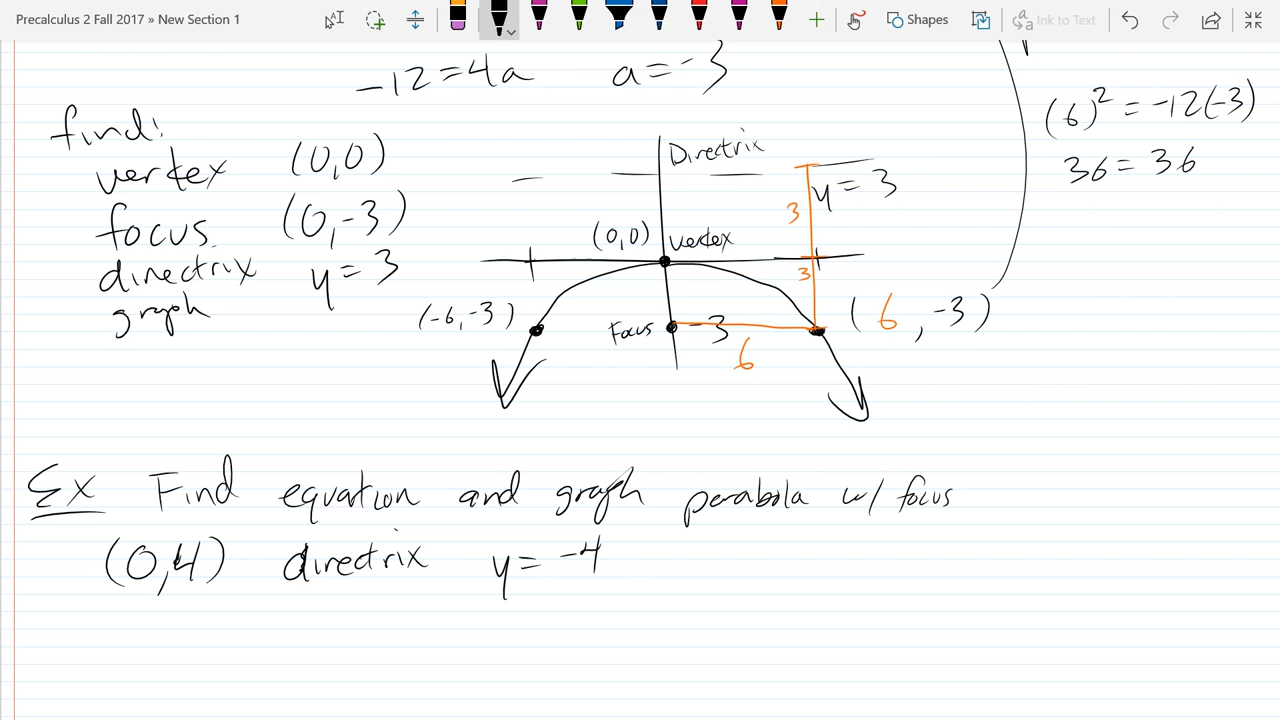 Precalculus 2 Fall 2017 » New Section 1
Shapes
Ink to Text
-12=4a a=-3
(6)² = -12(-3)
36 = 36
find:
vertex (0,0)
focus (0,-3)
directrix y=3
graph
Directrix
y=3
3
(0,0) vertex
3
(-6,-3) Focus -3 (6,-3)
6
Ex Find equation and graph parabola w/ focus
(0,4) directrix y=-4